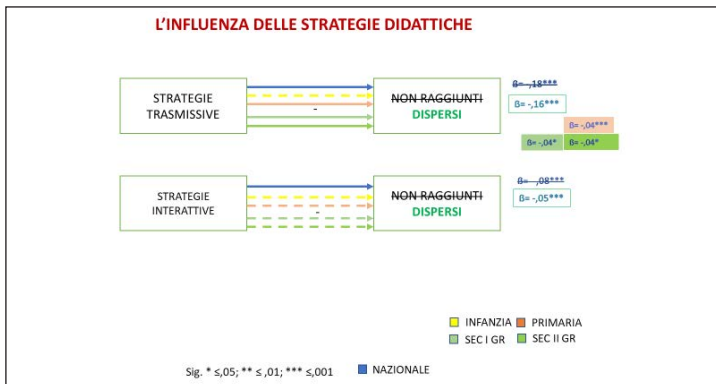 L'INFLUENZA DELLE STRATEGIE DIDATTICHE
STRATEGIE
TRASMISSIVE
-
NON RAGGIUNTI
DISPERSI
ß= -,18***
ß= -,16***
ß= -,04***
ß= -,04* ß= -,04*
STRATEGIE
INTERATTIVE
-
NON RAGGIUNTI
DISPERSI
ß= -,08***
ß= -,05***
INFANZIA PRIMARIA
SEC I GR SEC II GR
Sig. * ≤,05; ** ≤ ,01; *** ≤,001 NAZIONALE